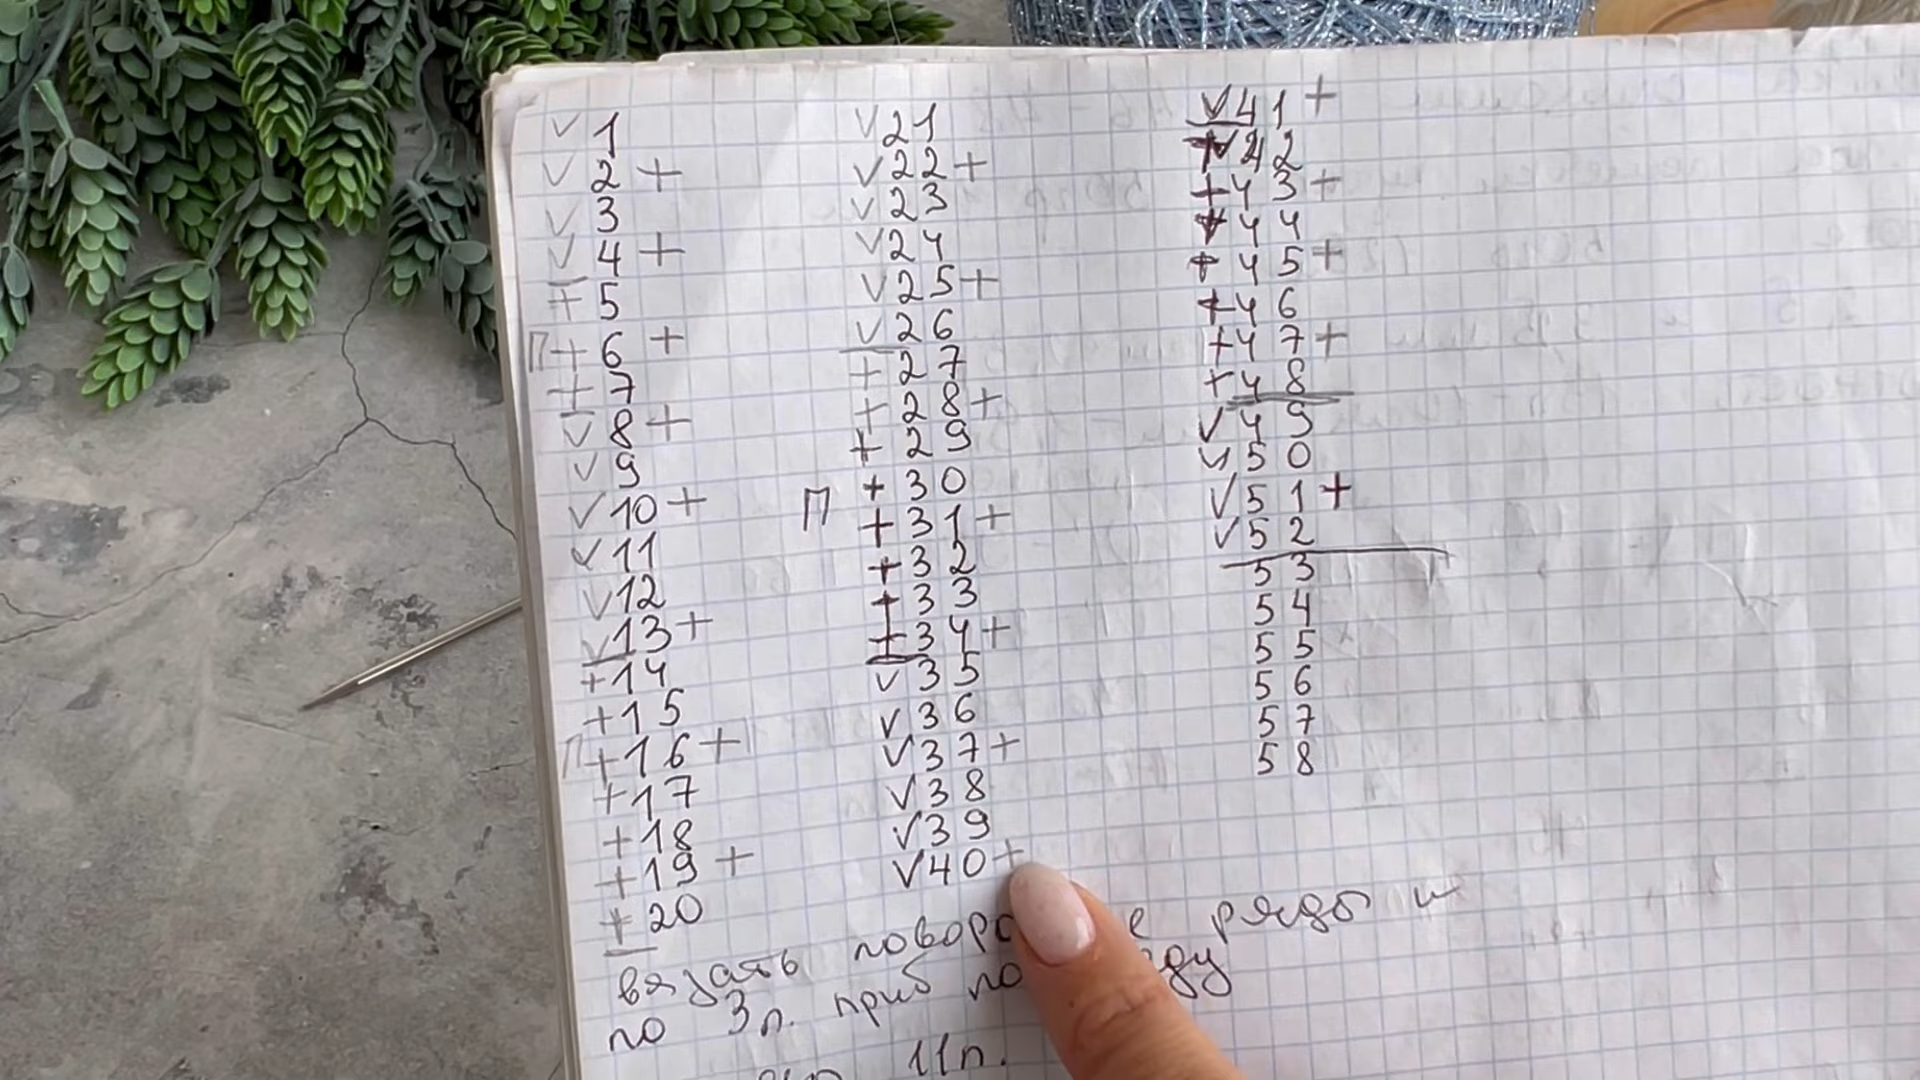 √ 1
√ 2 +
√ 3
√ 4 +
+ 5
П + 6 +
+ 7
√ 8 +
√ 9
√ 10 +
√ 11
√ 12
√ 13 +
+ 14
+ 15
П + 16 +
+ 17
+ 18
+ 19 +
+ 20
√ 21
√ 22 +
√ 23
√ 24
√ 25 +
√ 26
+ 27
+ 28 +
+ 29
+ 30
П + 31 +
+ 32
+ 33
+ 34 +
√ 35
√ 36
√ 37 +
√ 38
√ 39
√ 40 +
√ 41 +
+ 42
+ 43 +
+ 44
+ 45 +
+ 46
+ 47 +
+ 48
√ 49
√ 50
√ 51 +
√ 52
53
54
55
56
57
58
вязать ряды и
по 3п. приб по
11п.